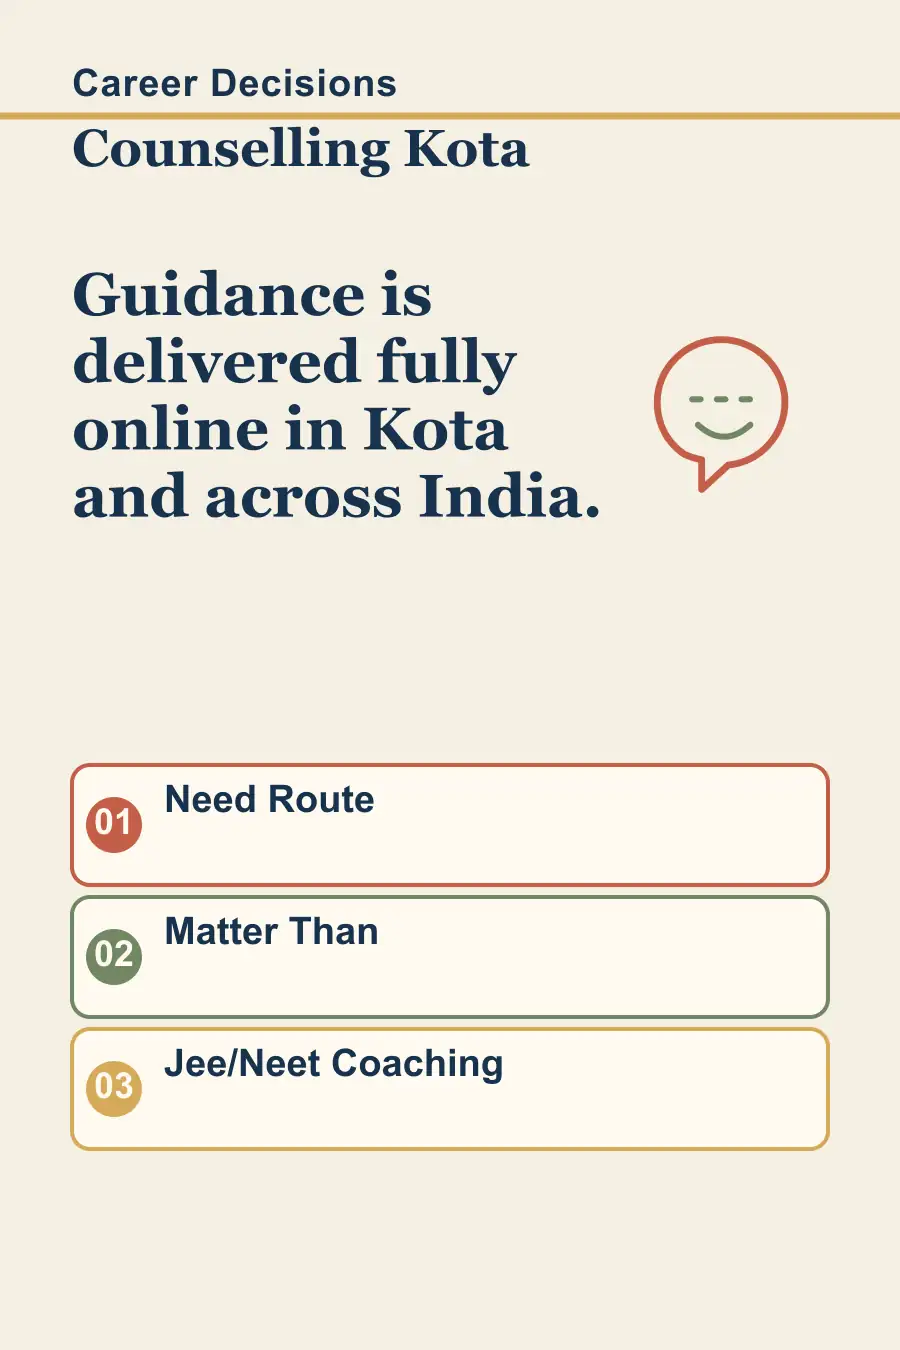 Career Decisions
Counselling Kota
Guidance is
delivered fully
online in Kota
and across India.
01
Need Route
02
Matter Than
03
Jee/Neet Coaching